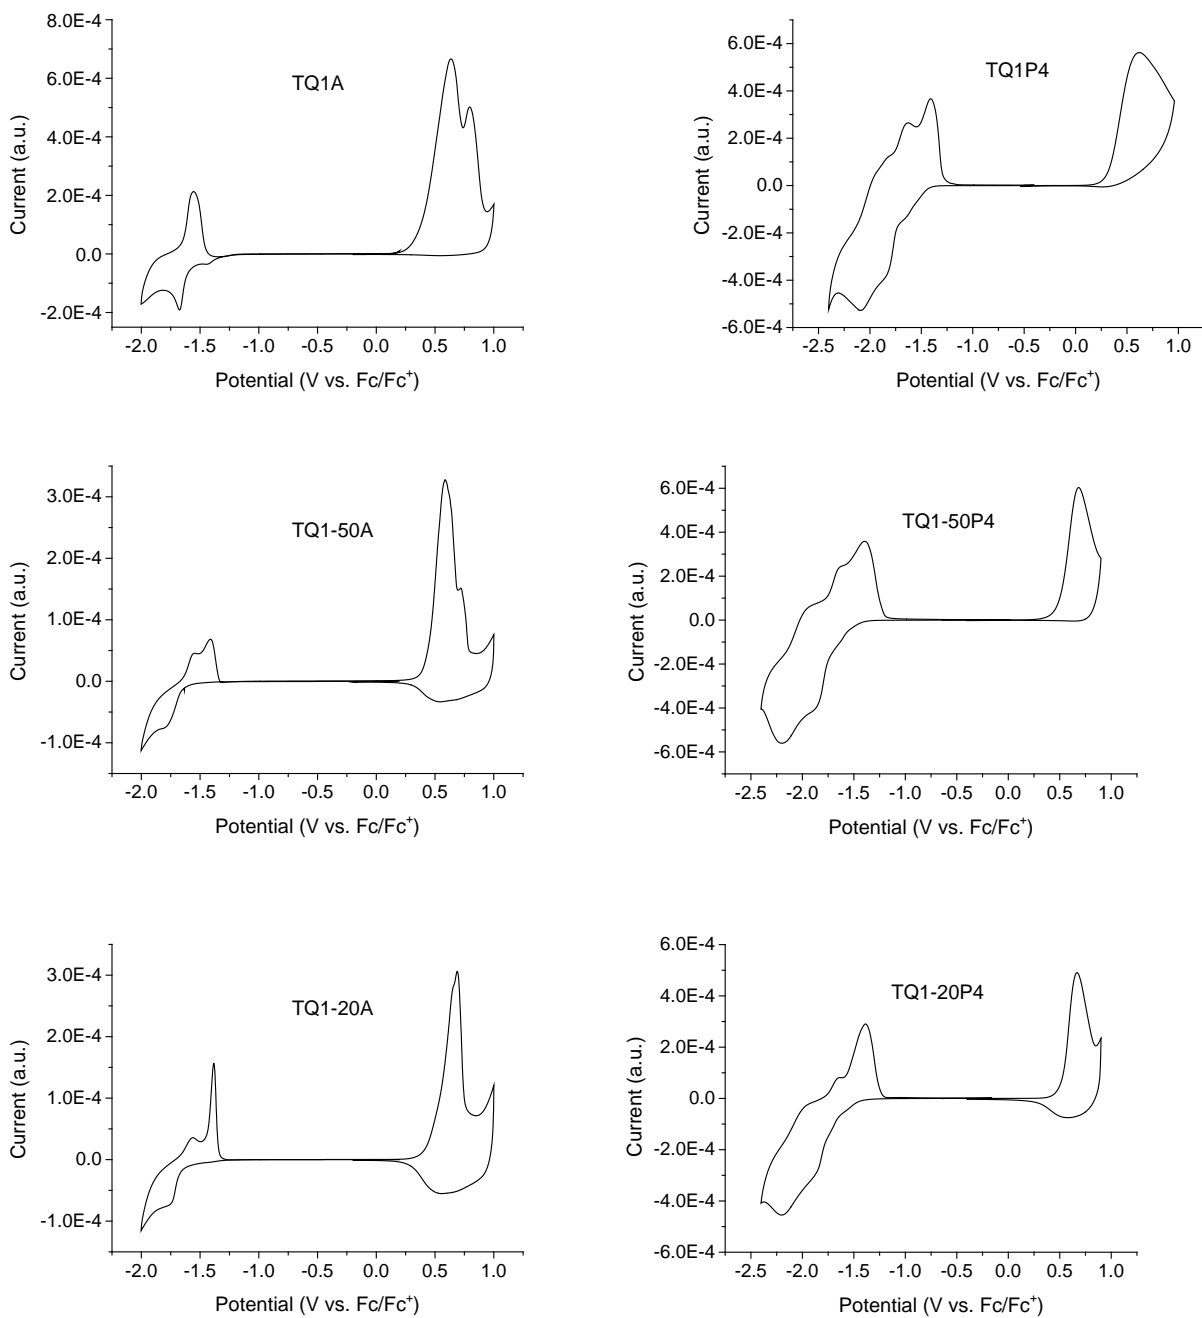 8.0E-4
6.0E-4
4.0E-4
2.0E-4
0.0
-2.0E-4
Current (a.u.)
TQ1A
-2.0 -1.5 -1.0 -0.5 0.0 0.5 1.0
Potential (V vs. Fc/Fc⁺)
6.0E-4
4.0E-4
2.0E-4
0.0
-2.0E-4
-4.0E-4
-6.0E-4
Current (a.u.)
TQ1P4
-2.5 -2.0 -1.5 -1.0 -0.5 0.0 0.5 1.0
Potential (V vs. Fc/Fc⁺)
3.0E-4
2.0E-4
1.0E-4
0.0
-1.0E-4
Current (a.u.)
TQ1-50A
-2.0 -1.5 -1.0 -0.5 0.0 0.5 1.0
Potential (V vs. Fc/Fc⁺)
6.0E-4
4.0E-4
2.0E-4
0.0
-2.0E-4
-4.0E-4
-6.0E-4
Current (a.u.)
TQ1-50P4
-2.5 -2.0 -1.5 -1.0 -0.5 0.0 0.5 1.0
Potential (V vs. Fc/Fc⁺)
3.0E-4
2.0E-4
1.0E-4
0.0
-1.0E-4
Current (a.u.)
TQ1-20A
-2.0 -1.5 -1.0 -0.5 0.0 0.5 1.0
Potential (V vs. Fc/Fc⁺)
6.0E-4
4.0E-4
2.0E-4
0.0
-2.0E-4
-4.0E-4
-6.0E-4
Current (a.u.)
TQ1-20P4
-2.5 -2.0 -1.5 -1.0 -0.5 0.0 0.5 1.0
Potential (V vs. Fc/Fc⁺)